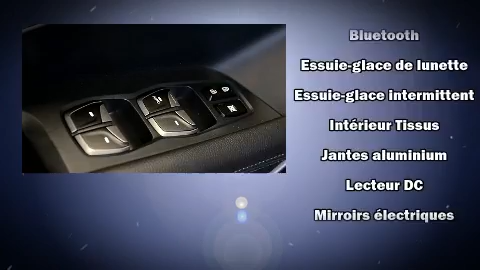 Bluetooth
Essuie-glace de lunette
Essuie-glace intermittent
Intérieur Tissus
Jantes aluminium
Lecteur DC
Mirroirs électriques